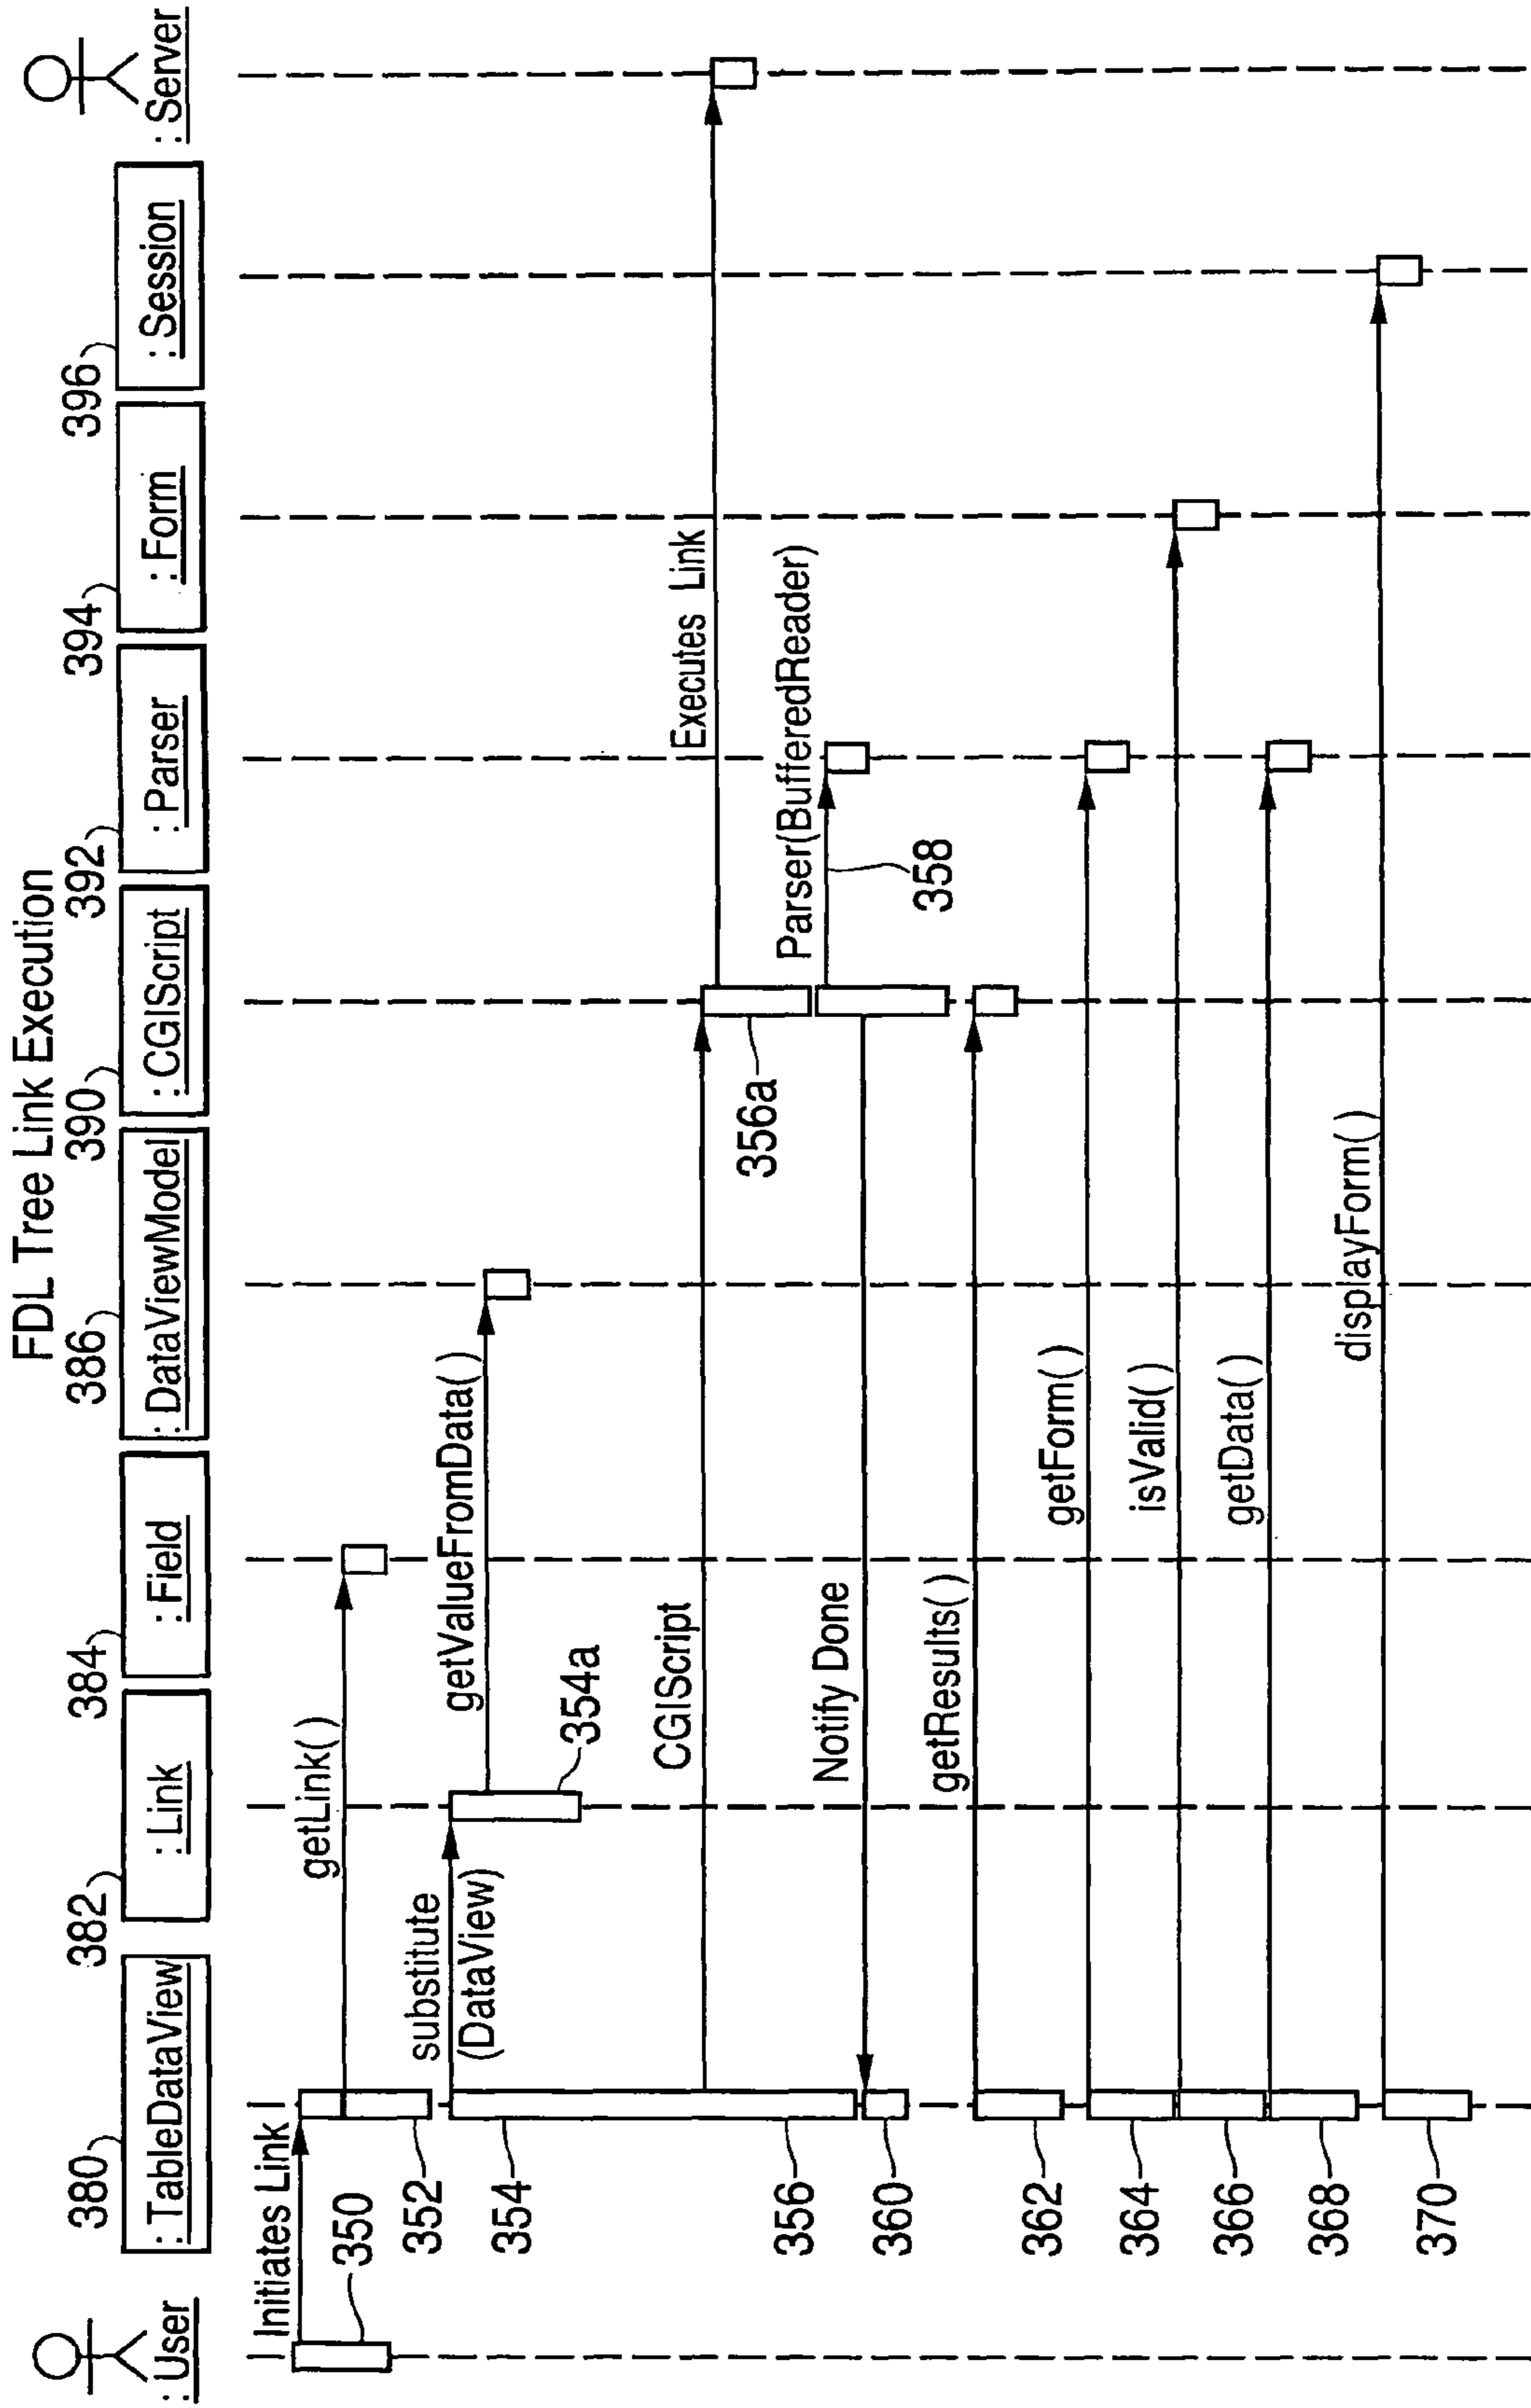 FDL Tree Link Execution
380
382
384
386
390
392
394
396
: User
: TableDataView
: Link
: Field
: DataViewModel
: CGIScript
: Parser
: Form
: Session
: Server
Initiates Link
350
getLink( )
352
substitute
(DataView)
getValueFromData( )
354
354a
CGIScript
Executes Link
356a
356
Parser(BufferedReader)
358
Notify Done
360
getResults( )
362
getForm( )
364
isValid( )
366
getData( )
368
displayForm( )
370